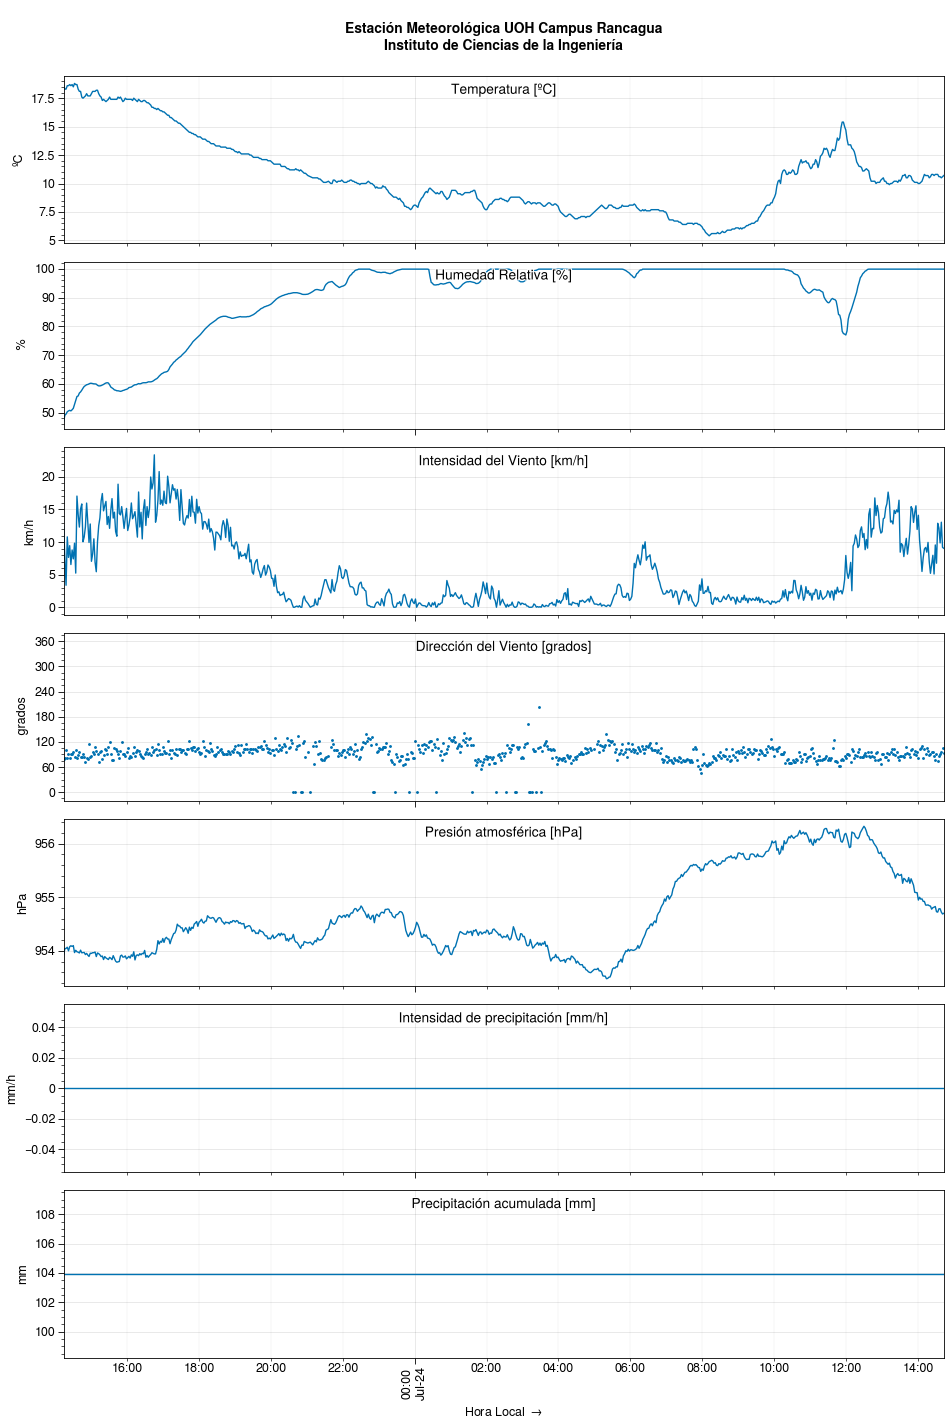 Estación Meteorológica UOH Campus Rancagua
Instituto de Ciencias de la Ingeniería
Temperatura [ºC]
17.5
15
12.5
10
7.5
5
ºC
Humedad Relativa [%]
100
90
80
70
60
50
%
Intensidad del Viento [km/h]
20
15
10
5
0
km/h
Dirección del Viento [grados]
360
300
240
180
120
60
0
grados
Presión atmosférica [hPa]
956
955
954
hPa
Intensidad de precipitación [mm/h]
0.04
0.02
0
−0.02
−0.04
mm/h
Precipitación acumulada [mm]
108
106
104
102
100
mm
16:00 18:00 20:00 22:00 00:00 02:00 04:00 06:00 08:00 10:00 12:00 14:00
Jul-24
Hora Local →